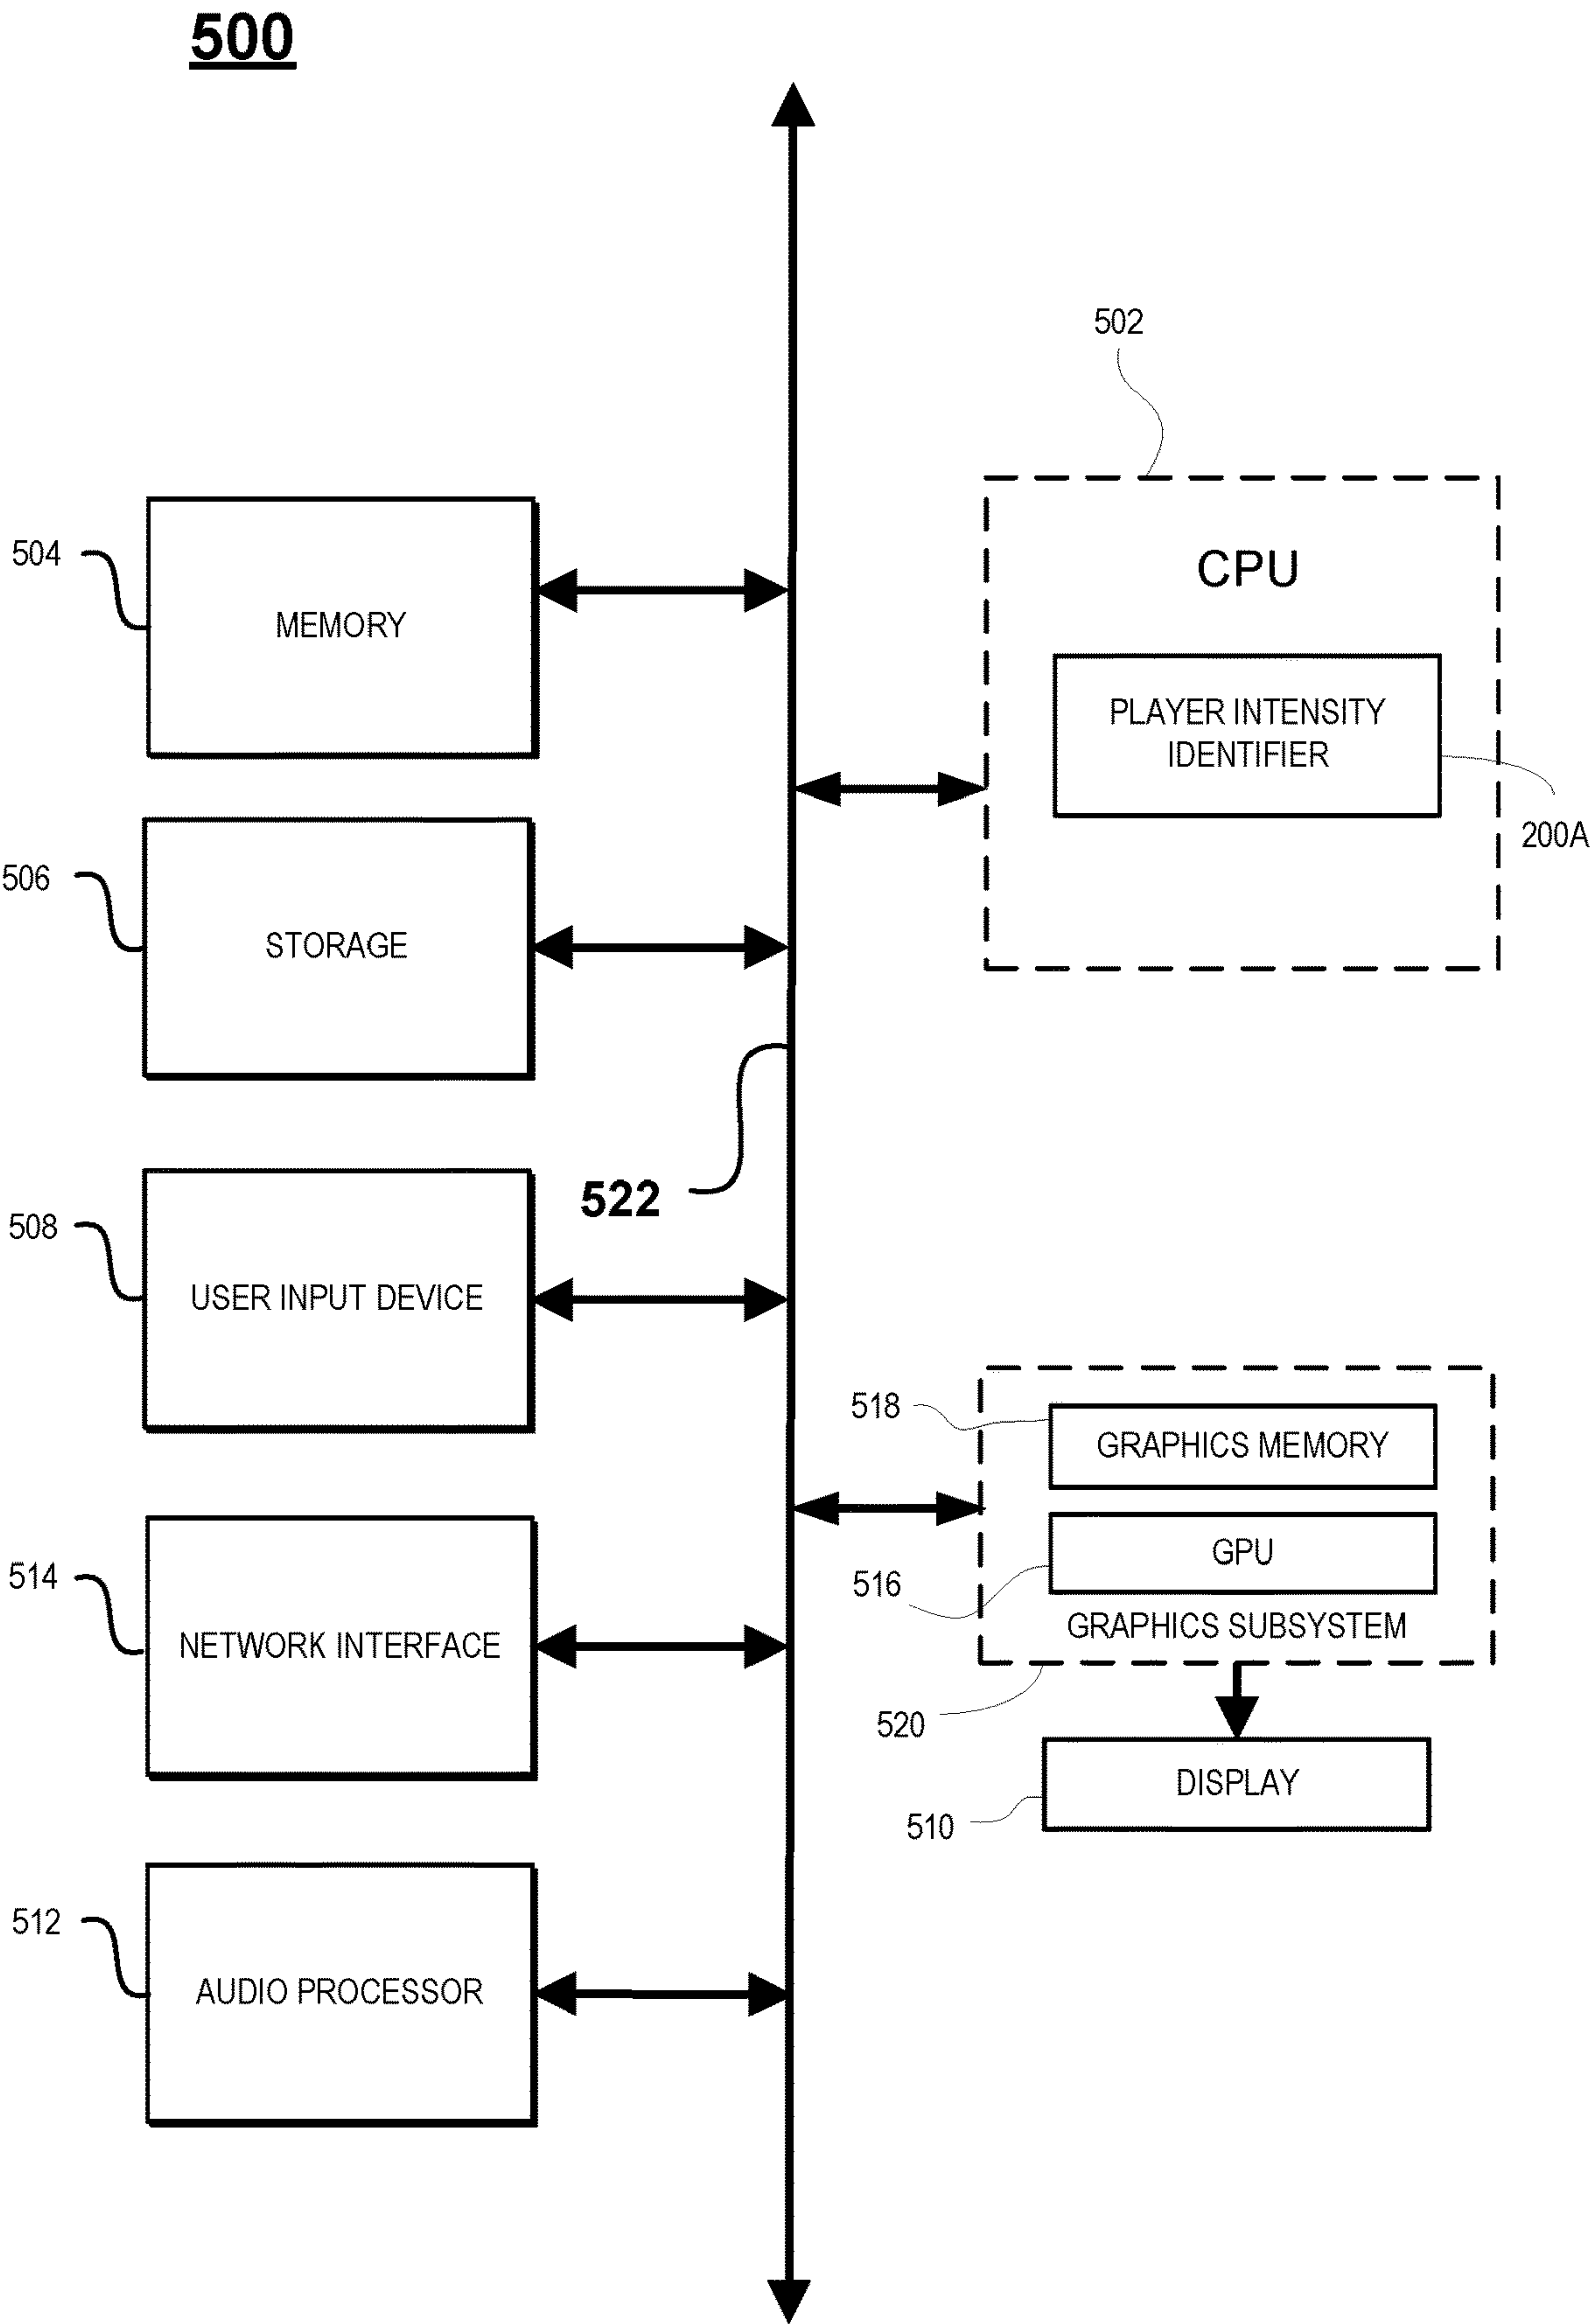 500
502
CPU
504
MEMORY
PLAYER INTENSITY
IDENTIFIER
200A
506
STORAGE
522
508
USER INPUT DEVICE
518
GRAPHICS MEMORY
514
NETWORK INTERFACE
516
GPU
GRAPHICS SUBSYSTEM
520
DISPLAY
510
512
AUDIO PROCESSOR